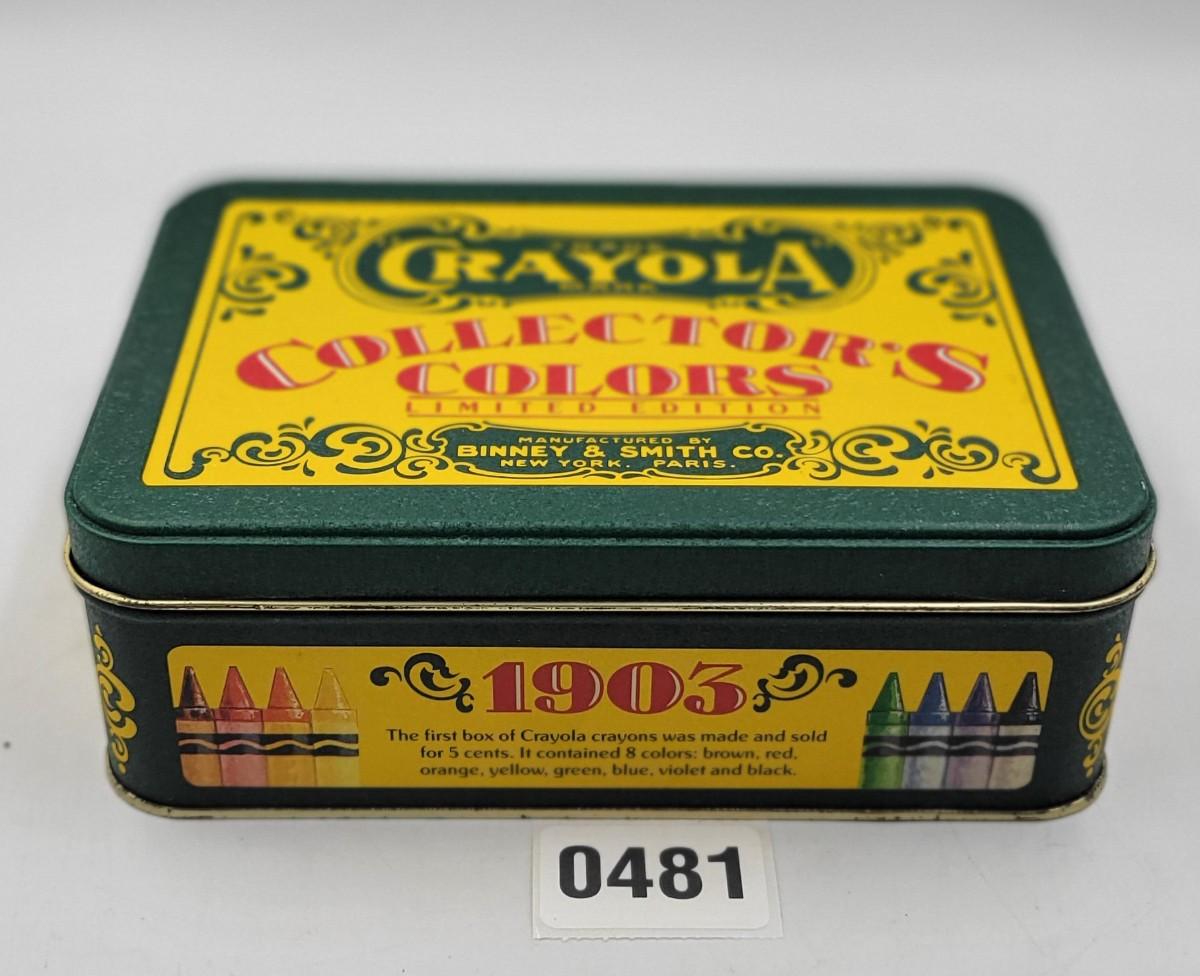 TRADE
CRAYOLA
MARK
COLLECTOR'S
COLORS
LIMITED EDITION
MANUFACTURED BY
BINNEY & SMITH CO.
NEW YORK. PARIS.
1903
The first box of Crayola crayons was made and sold
for 5 cents. It contained 8 colors: brown, red,
orange, yellow, green, blue, violet and black.
0481